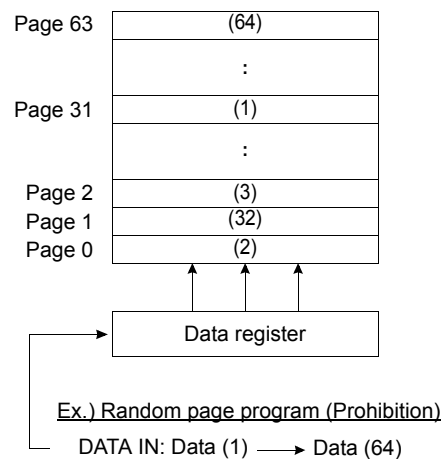 Page 63 (64)
:
Page 31 (1)
:
Page 2 (3)
Page 1 (32)
Page 0 (2)
Data register
Ex.) Random page program (Prohibition)
DATA IN: Data (1) Data (64)